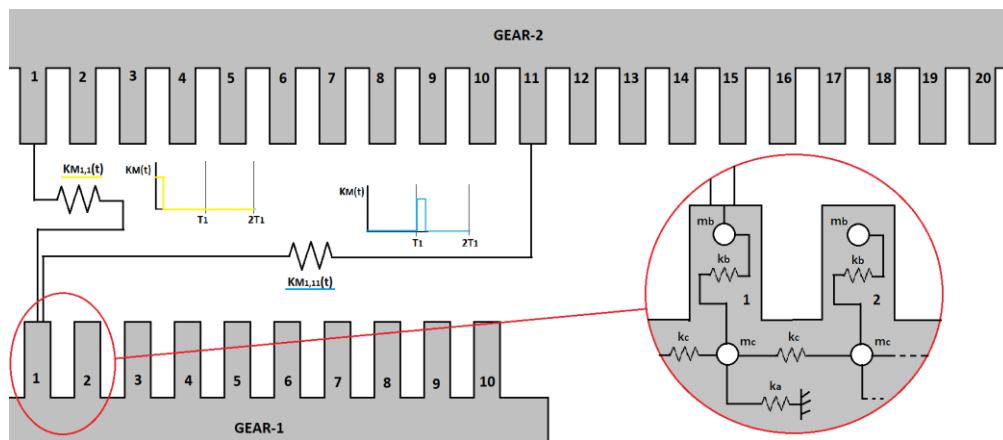 GEAR-2
1 2 3 4 5 6 7 8 9 10 11 12 13 14 15 16 17 18 19 20
KM1,1(t)
KM(t)
T1 2T1
KM(t)
T1 2T1
KM1,11(t)
mb mb
kb kb
1 2
kc mc kc mc
ka
1 2 3 4 5 6 7 8 9 10
GEAR-1